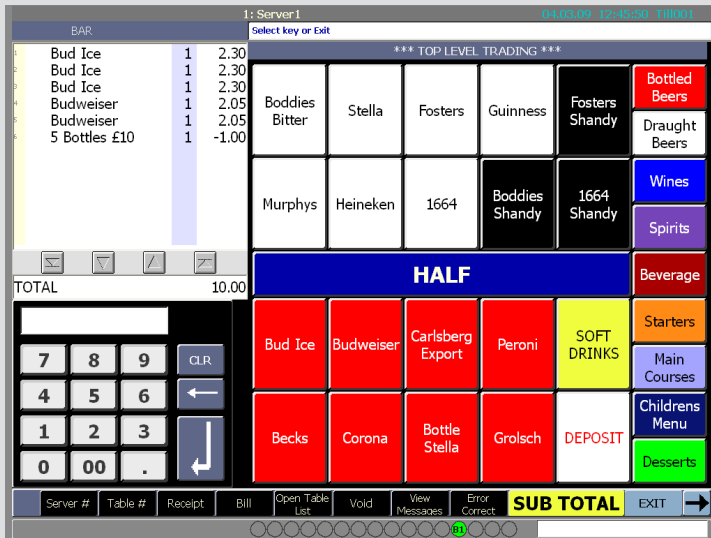 1: Server1
04.03.09 12:45:50 TH001
BAR
Select key or Exit
1 Bud Ice 1 2.30
2 Bud Ice 1 2.30
3 Bud Ice 1 2.30
4 Budweiser 1 2.05
5 Budweiser 1 2.05
6 5 Bottles £10 1 -1.00
TOTAL 10.00
7 8 9 CLR
4 5 6
1 2 3
0 00 .
*** TOP LEVEL TRADING ***
Boddies
Bitter
Stella
Fosters
Guinness
Fosters
Shandy
Murphys
Heineken
1664
Boddies
Shandy
1664
Shandy
HALF
Bud Ice
Budweiser
Carlsberg
Export
Peroni
SOFT
DRINKS
Becks
Corona
Bottle
Stella
Grolsch
DEPOSIT
Bottled
Beers
Draught
Beers
Wines
Spirits
Beverage
Starters
Main
Courses
Childrens
Menu
Desserts
Server #
Table #
Receipt
Bill
Open Table
List
Void
View
Messages
Error
Correct
SUB TOTAL
EXIT
B1